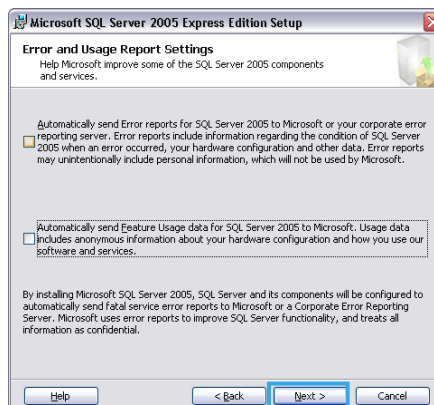 Microsoft SQL Server 2005 Express Edition Setup
Error and Usage Report Settings
Help Microsoft improve some of the SQL Server 2005 components
and services.
Automatically send Error reports for SQL Server 2005 to Microsoft or your corporate error
reporting server. Error reports include information regarding the condition of SQL Server
2005 when an error occurred, your hardware configuration and other data. Error reports
may unintentionally include personal information, which will not be used by Microsoft.
Automatically send Feature Usage data for SQL Server 2005 to Microsoft. Usage data
includes anonymous information about your hardware configuration and how you use our
software and services.
By installing Microsoft SQL Server 2005, SQL Server and its components will be configured to
automatically send fatal service error reports to Microsoft or a Corporate Error Reporting
Server. Microsoft uses error reports to improve SQL Server functionality, and treats all
information as confidential.
Help
< Back
Next >
Cancel